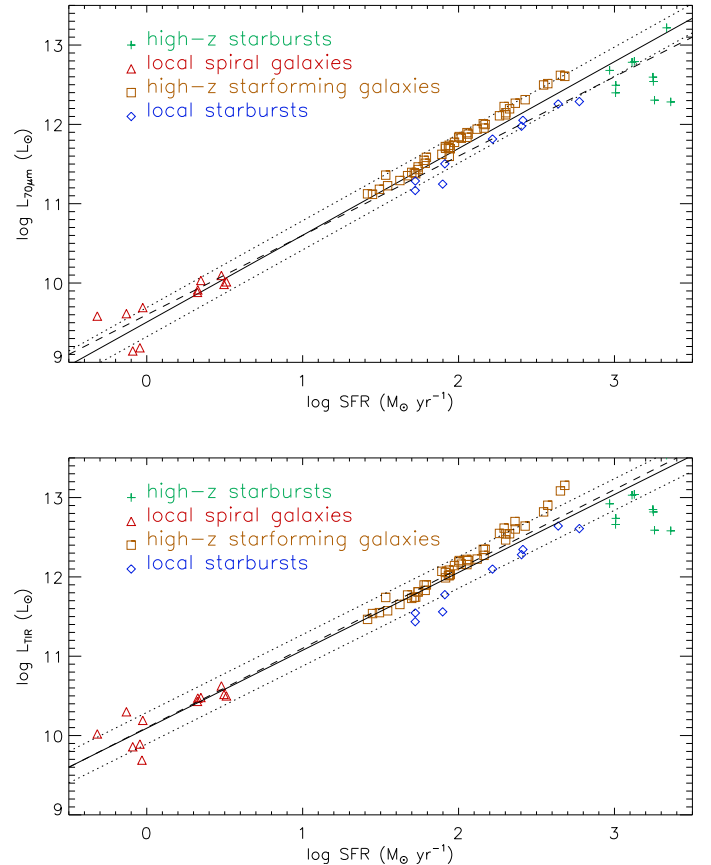 13
12
11
10
9
log L70μm (L⊙)
high-z starbursts
local spiral galaxies
high-z starforming galaxies
local starbursts
0 1 2 3
log SFR (M⊙ yr−1)
13
12
11
10
9
log LTIR (L⊙)
high-z starbursts
local spiral galaxies
high-z starforming galaxies
local starbursts
0 1 2 3
log SFR (M⊙ yr−1)